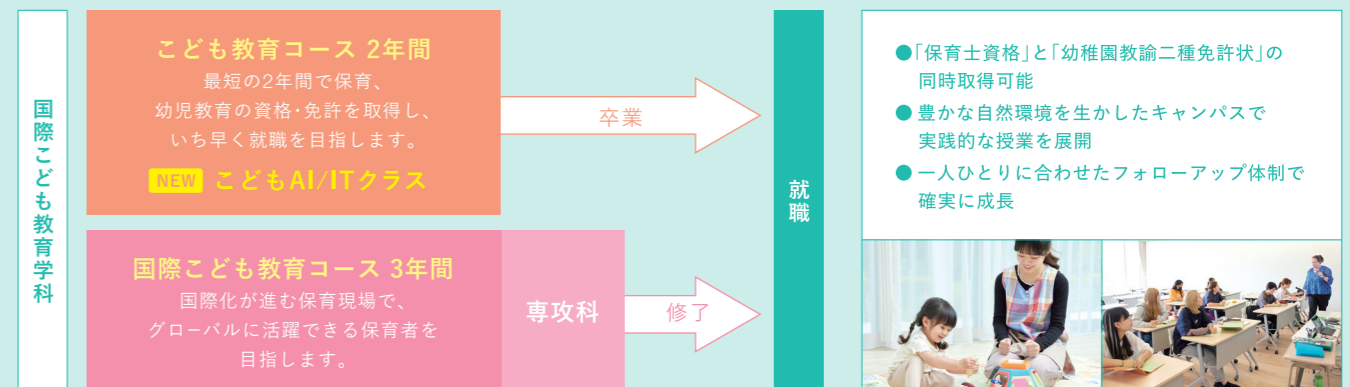 国際こども教育学科
こども教育コース 2年間
最短の2年間で保育、
幼児教育の資格・免許を取得し、
いち早く就職を目指します。
NEW こどもAI/ITクラス
卒業
国際こども教育コース 3年間
国際化が進む保育現場で、
グローバルに活躍できる保育者を
目指します。
専攻科
修了
就職
●「保育士資格」と「幼稚園教諭二種免許状」の
同時取得可能
● 豊かな自然環境を生かしたキャンパスで
実践的な授業を展開
● 一人ひとりに合わせたフォローアップ体制で
確実に成長